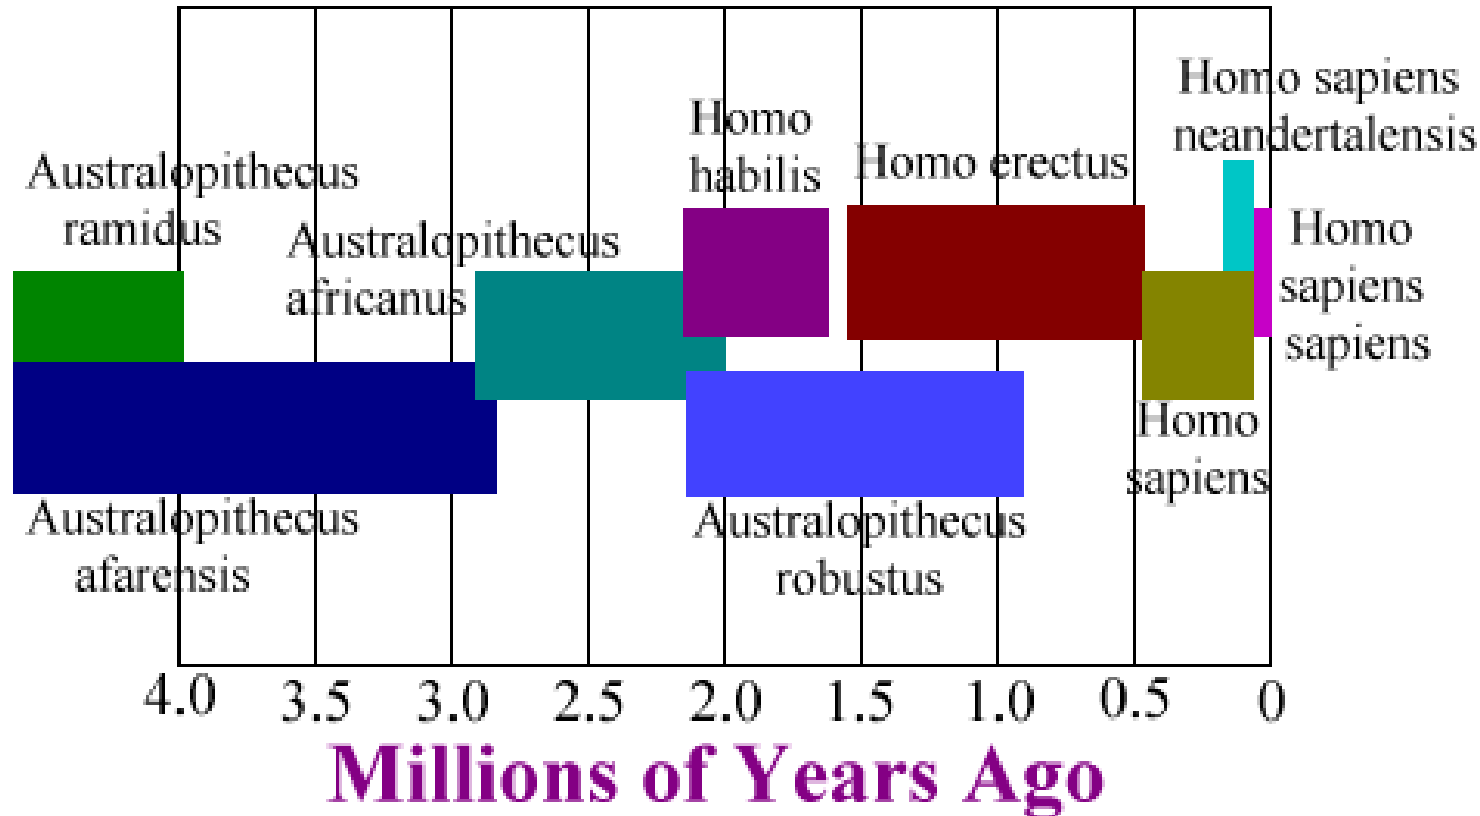 Homo sapiens
neandertalensis
Homo
habilis
Homo erectus
Australopithecus
ramidus
Australopithecus
africanus
Homo
sapiens
sapiens
Homo
sapiens
Australopithecus
afarensis
Australopithecus
robustus
4.0 3.5 3.0 2.5 2.0 1.5 1.0 0.5 0
Millions of Years Ago